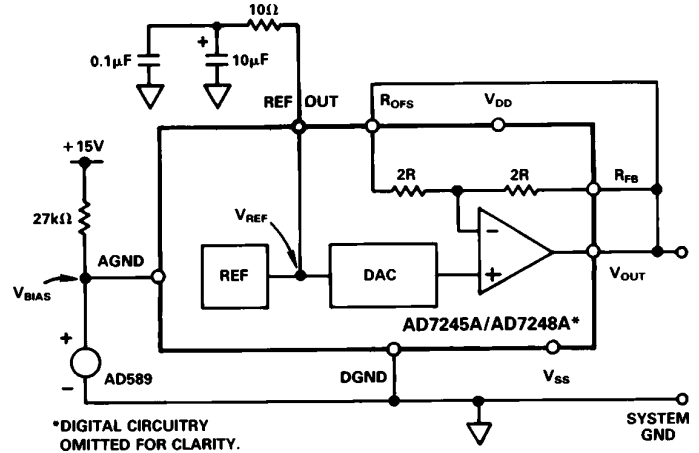 10Ω
0.1μF
+
10μF
REF OUT
R_OFS
V_DD
+15V
2R
2R
R_FB
27kΩ
V_REF
AGND
REF
DAC
-
+
V_OUT
V_BIAS
AD7245A/AD7248A*
+
AD589
-
DGND
V_SS
*DIGITAL CIRCUITRY
OMITTED FOR CLARITY.
SYSTEM
GND